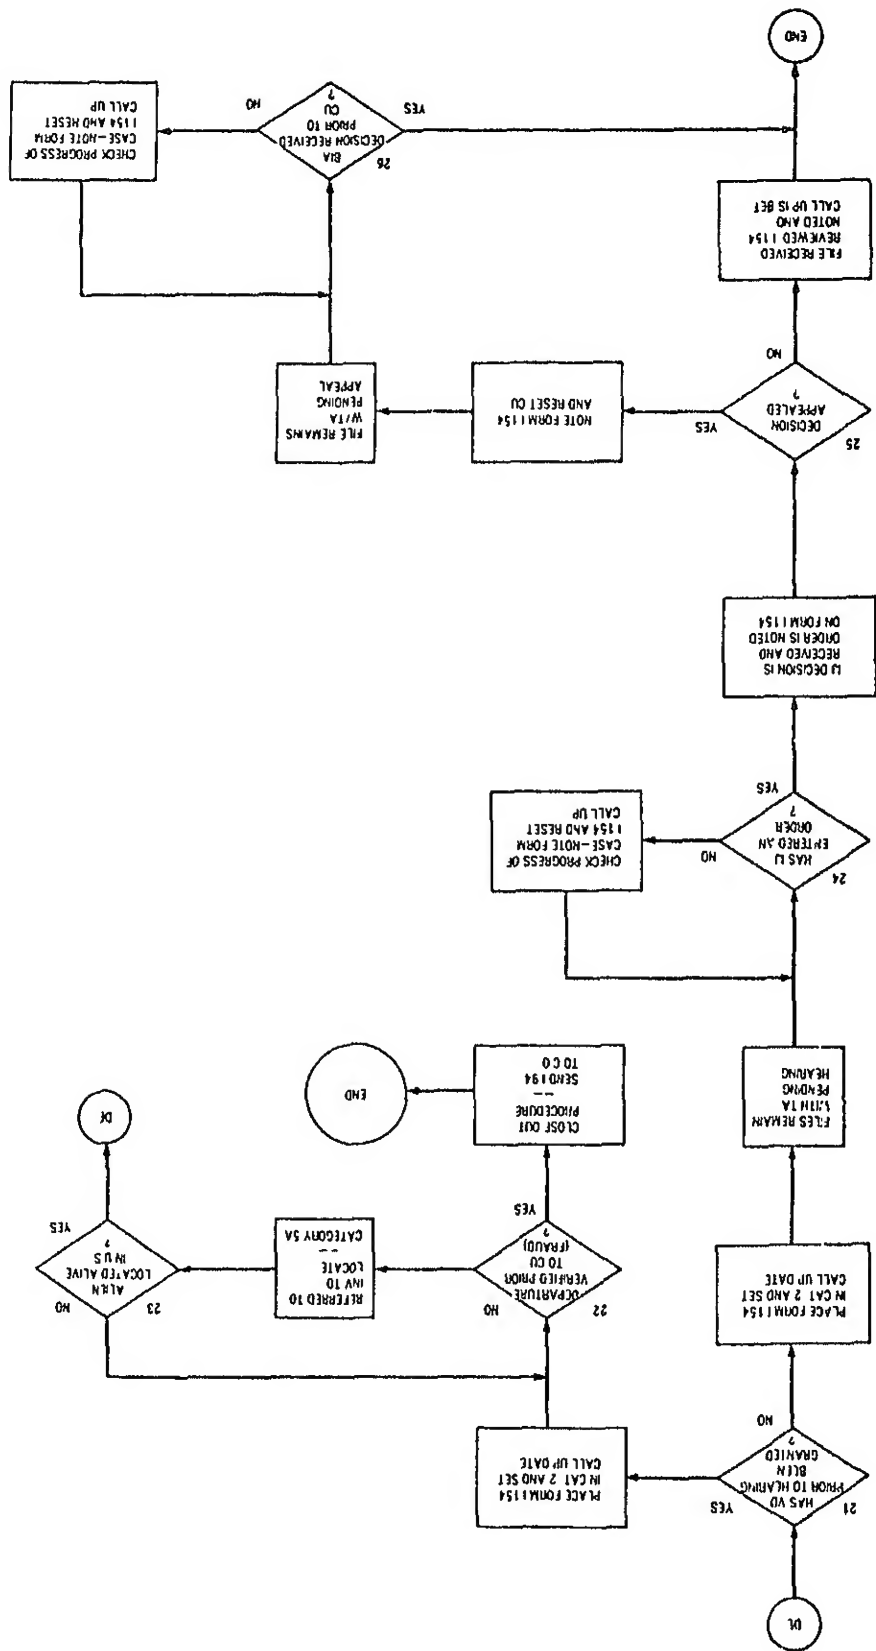 DL
21
HAS VD
PRIOR TO HEARING
BEEN
GRANTED
?
YES
NO
PLACE FORM I 154
IN CAT 2 AND SET
CALL UP DATE
22
DEPARTURE
VERIFIED PRIOR
TO CU
(FRAUD)
?
NO
YES
REFERRED TO
INV TO
LOCATE
--
CATEGORY 5A
23
ALIEN
LOCATED ALIVE
IN U S
?
NO
YES
CLOSE OUT
PROCEDURE
--
SEND I 94
TO C O
END
PLACE FORM I 154
IN CAT 2 AND SET
CALL UP DATE
FILES REMAIN
WITH TA
PENDING
HEARING
24
HAS IJ
ENTERED AN
ORDER
?
NO
YES
CHECK PROGRESS OF
CASE—NOTE FORM
I 154 AND RESET
CALL UP
IJ DECISION IS
RECEIVED AND
ORDER IS NOTED
ON FORM I 154
25
DECISION
APPEALED
?
YES
NO
NOTE FORM I 154
AND RESET CU
FILE REMAINS
W/TA
PENDING
APPEAL
FILE RECEIVED
REVIEWED I 154
NOTED AND
CALL UP IS SET
26
BIA
DECISION RECEIVED
PRIOR TO
CU
?
NO
YES
CHECK PROGRESS OF
CASE—NOTE FORM
I 154 AND RESET
CALL UP
END